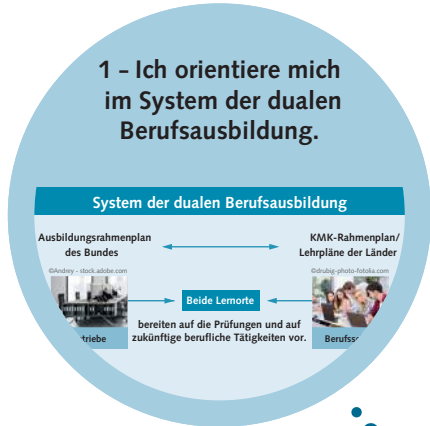 1 – Ich orientiere mich
im System der dualen
Berufsausbildung.
System der dualen Berufsausbildung
Ausbildungsrahmenplan
des Bundes
KMK-Rahmenplan/
Lehrpläne der Länder
©Andrey - stock.adobe.com
©drubig-photo-fotolia.com
Beide Lernorte
bereiten auf die Prüfungen und auf
zukünftige berufliche Tätigkeiten vor.